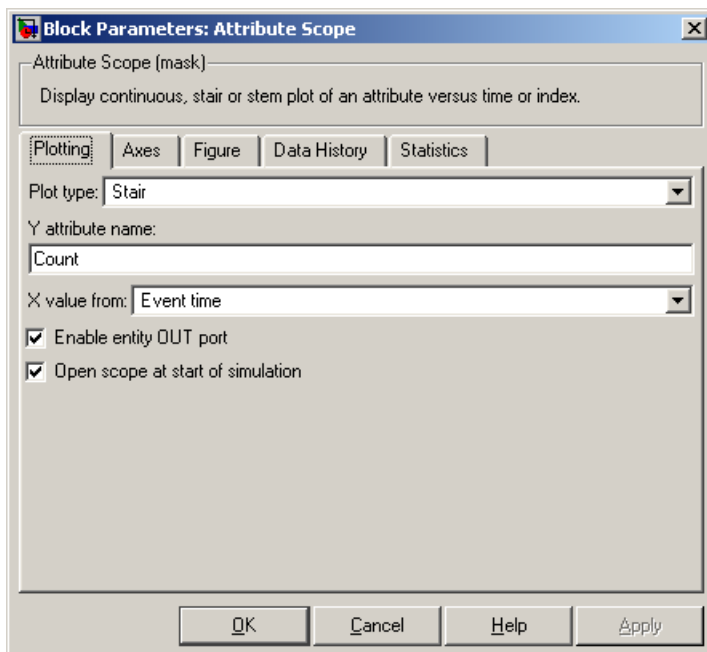 Block Parameters: Attribute Scope
Attribute Scope (mask)
Display continuous, stair or stem plot of an attribute versus time or index.
Plotting Axes Figure Data History Statistics
Plot type: Stair
Y attribute name:
Count
X value from: Event time
Enable entity OUT port
Open scope at start of simulation
OK Cancel Help Apply